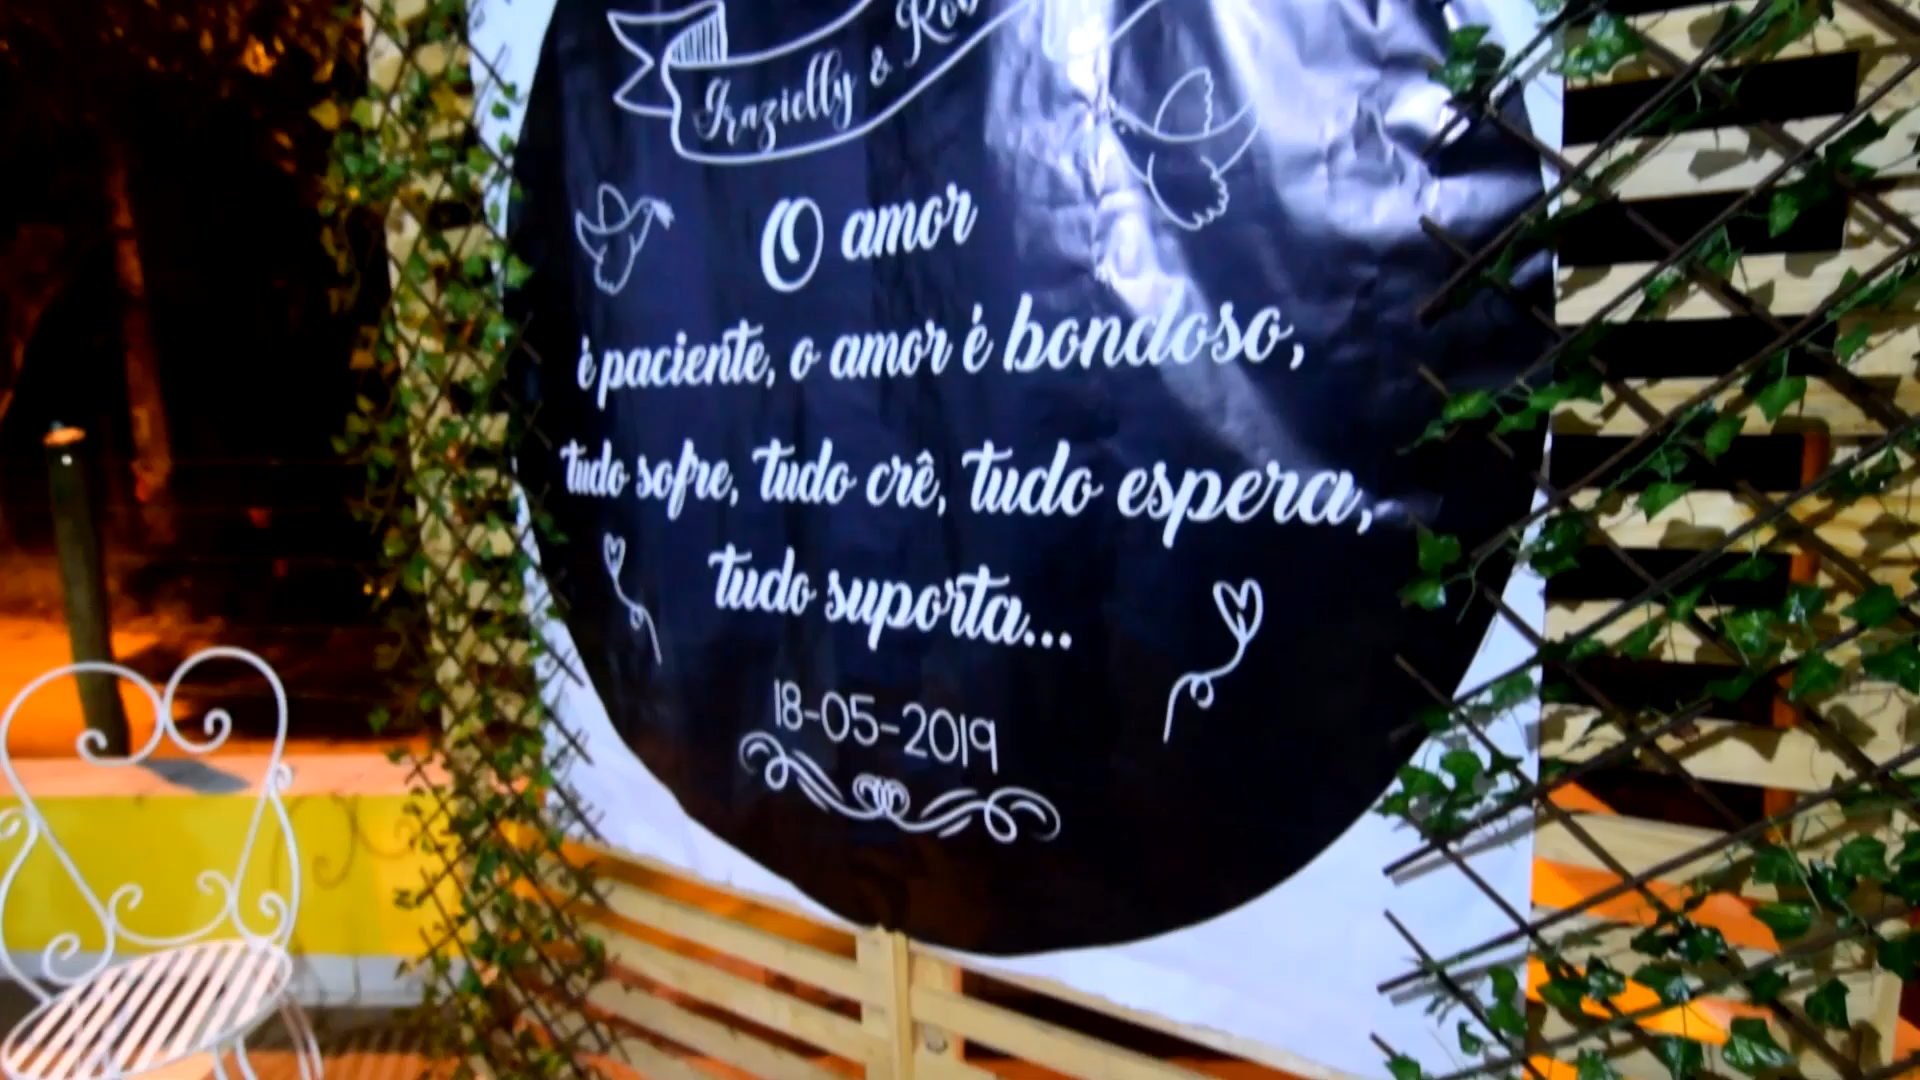 Grazielly &
O amor
é paciente, o amor é bondoso,
tudo sofre, tudo crê, tudo espera,
tudo suporta...
18-05-2019